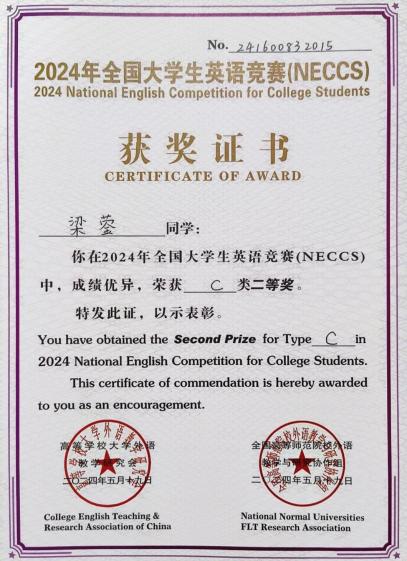 No. 24160083 2015
2024年全国大学生英语竞赛(NECCS)
2024 National English Competition for College Students
获奖证书
CERTIFICATE OF AWARD
梁蓥 同学:
你在2024年全国大学生英语竞赛(NECCS)
中，成绩优异，荣获 C 类二等奖。
特发此证，以示表彰。
You have obtained the Second Prize for Type C in
2024 National English Competition for College Students.
This certificate of commendation is hereby awarded
to you as an encouragement.
高等学校大学外语
教学研究会
二〇二四年五月十九日
College English Teaching &
Research Association of China
全国高等师范院校外语
教学与研究协作组
二〇二四年五月十九日
National Normal Universities
FLT Research Association